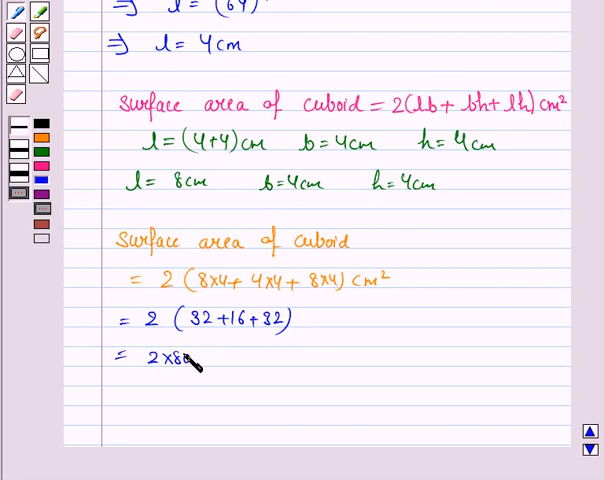 ⇒ l = (64)
⇒ l = 4cm
Surface area of cuboid = 2(lb + bh + lh) cm²
l = (4+4) cm b = 4cm h = 4cm
l = 8cm b = 4cm h = 4cm
Surface area of cuboid
= 2 (8×4 + 4×4 + 8×4) cm²
= 2 (32 + 16 + 32)
= 2×8